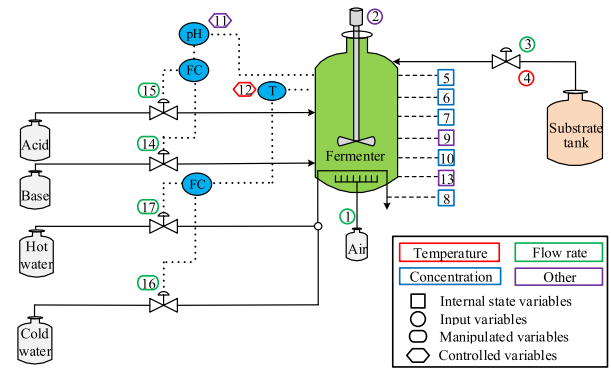 11
2
pH
3
FC
12
T
4
5
15
6
7
Substrate
tank
Acid
14
9
Fermenter
10
FC
13
Base
17
8
1
Hot
water
Air
16
Temperature
Flow rate
Concentration
Other
Internal state variables
Input variables
Manipulated variables
Controlled variables
Cold
water